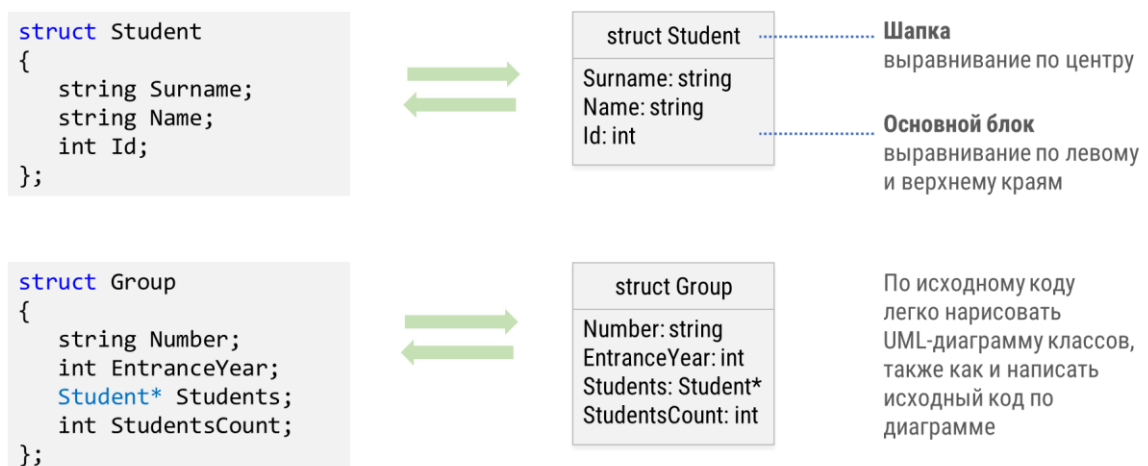 struct Student
{
string Surname;
string Name;
int Id;
};
struct Student
Surname: string
Name: string
Id: int
Шапка
выравнивание по центру
Основной блок
выравнивание по левому
и верхнему краям
struct Group
{
string Number;
int EntranceYear;
Student* Students;
int StudentsCount;
};
struct Group
Number: string
EntranceYear: int
Students: Student*
StudentsCount: int
По исходному коду
легко нарисовать
UML-диаграмму классов,
также как и написать
исходный код по
диаграмме